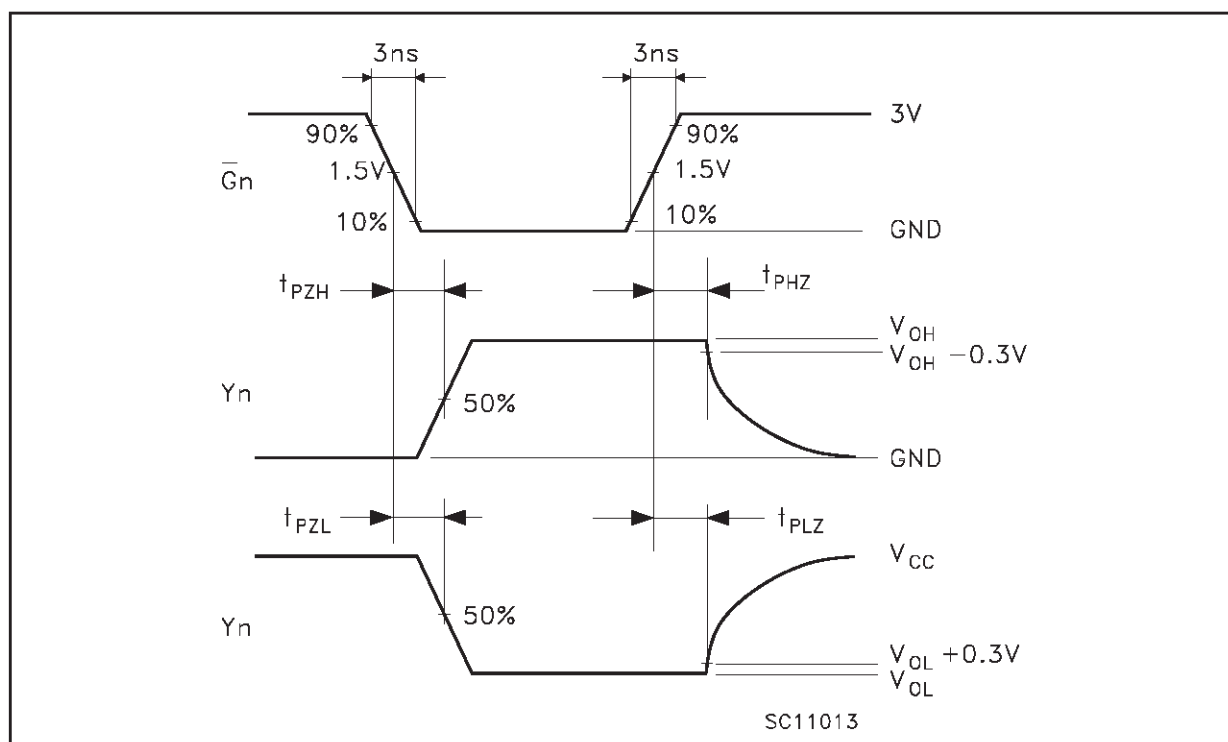 3ns 3ns
3V
90% 90%
G̅n 1.5V 1.5V
10% 10%
GND
tPZH tPHZ
VOH
VOH −0.3V
Yn 50%
GND
tPZL tPLZ
VCC
Yn 50%
VOL +0.3V
VOL
SC11013